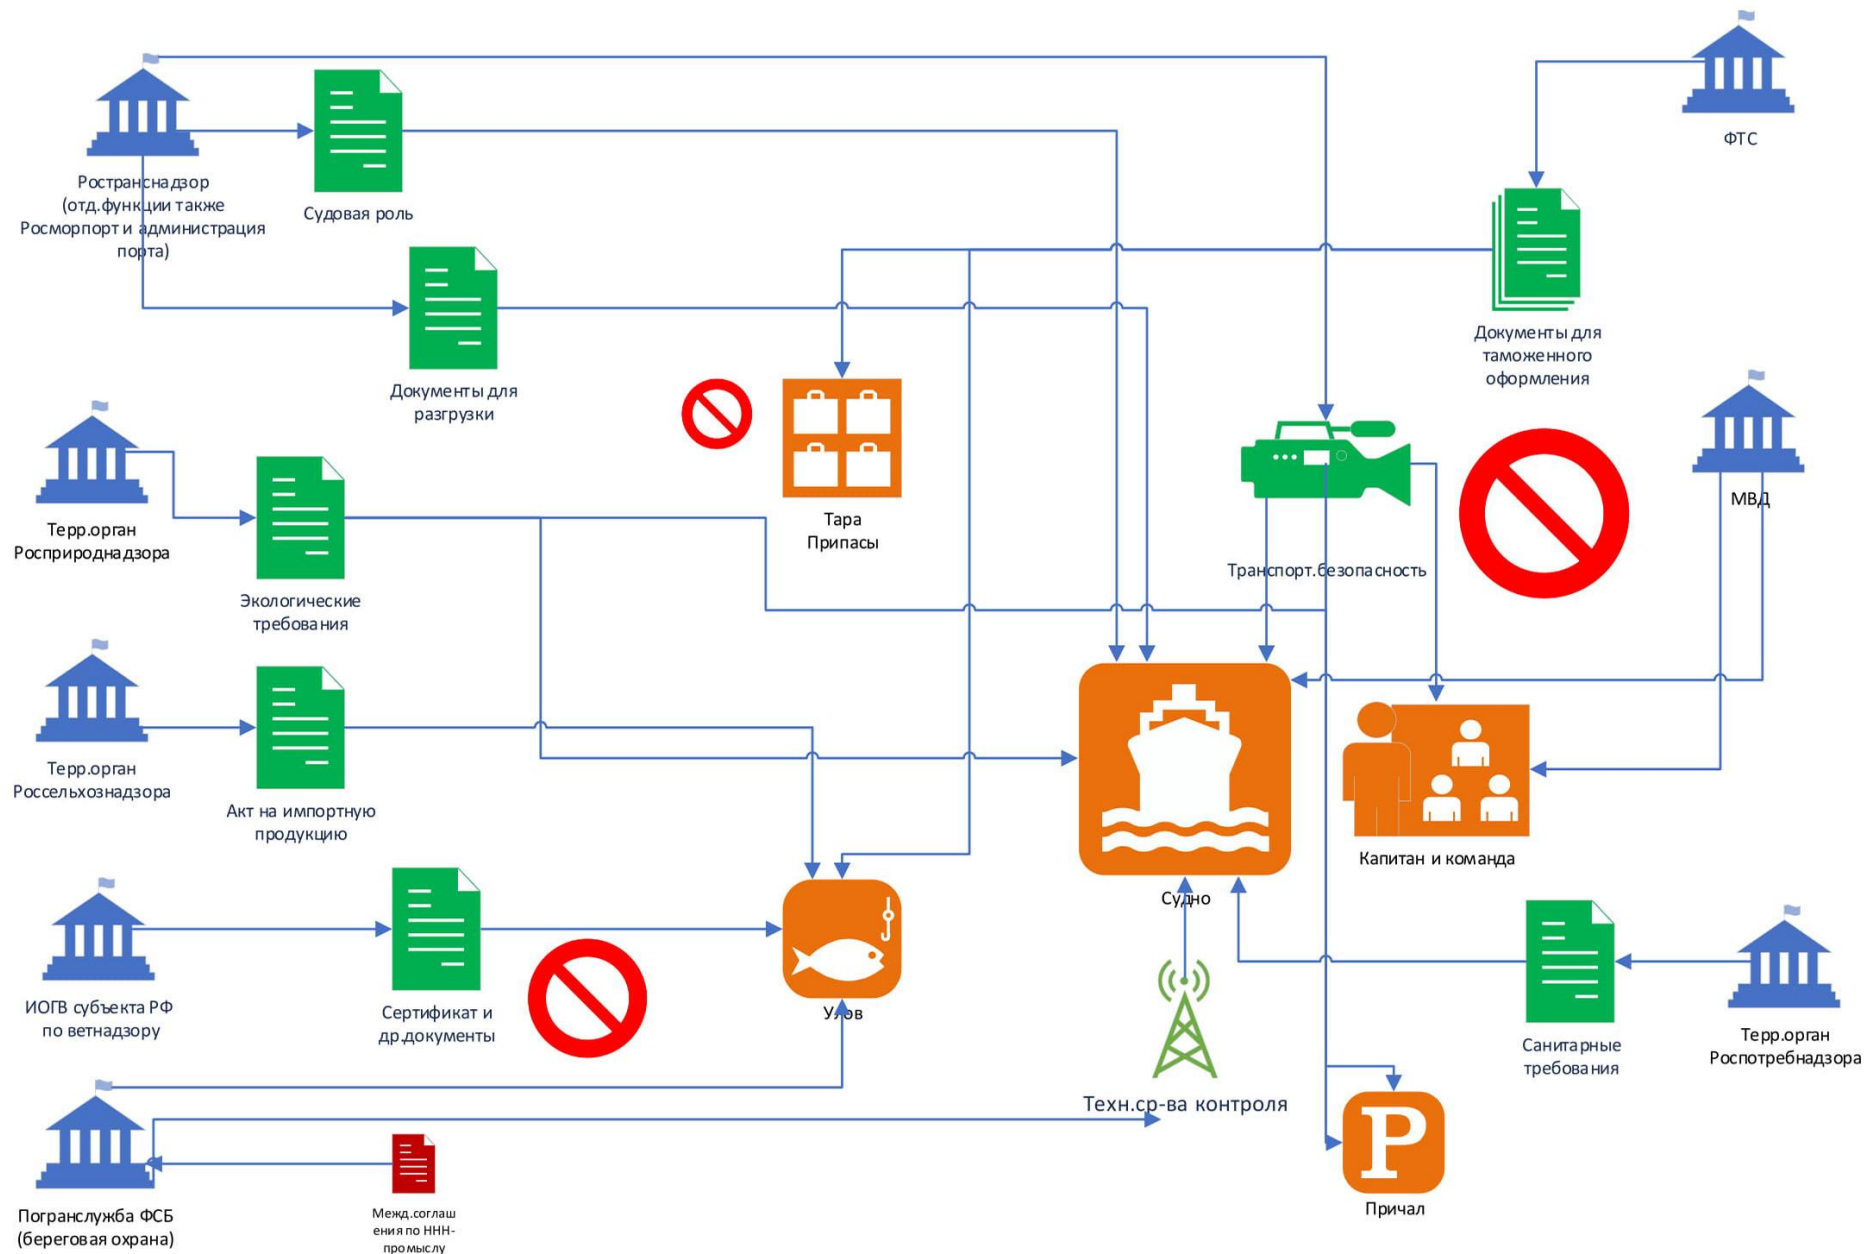 ФТС
Ространснадзор
(отд.функции также
Росморпорт и администрация
порта)
Судовая роль
Документы для
разгрузки
Документы для
таможенного
оформления
МВД
Терр.орган
Росприроднадзора
Тара
Припасы
Транспорт.безопасность
Экологические
требования
Терр.орган
Россельхознадзора
Акт на импортную
продукцию
Капитан и команда
Судно
ИОГВ субъекта РФ
по ветнадзору
Сертификат и
др.документы
Улов
Санитарные
требования
Терр.орган
Роспотребнадзора
Техн.ср-ва контроля
P
Причал
Погранслужба ФСБ
(береговая охрана)
Межд.соглаш
ения по ННН-
промыслу